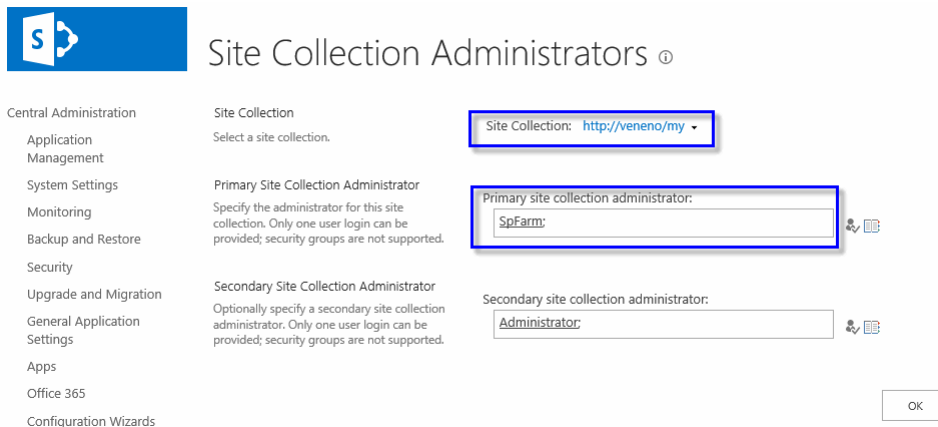 S
Site Collection Administrators
Central Administration
Application
Management
System Settings
Monitoring
Backup and Restore
Security
Upgrade and Migration
General Application
Settings
Apps
Office 365
Configuration Wizards
Site Collection
Select a site collection.
Site Collection: http://veneno/my
Primary Site Collection Administrator
Specify the administrator for this site
collection. Only one user login can be
provided; security groups are not supported.
Primary site collection administrator:
SpFarm;
Secondary Site Collection Administrator
Optionally specify a secondary site collection
administrator. Only one user login can be
provided; security groups are not supported.
Secondary site collection administrator:
Administrator;
OK